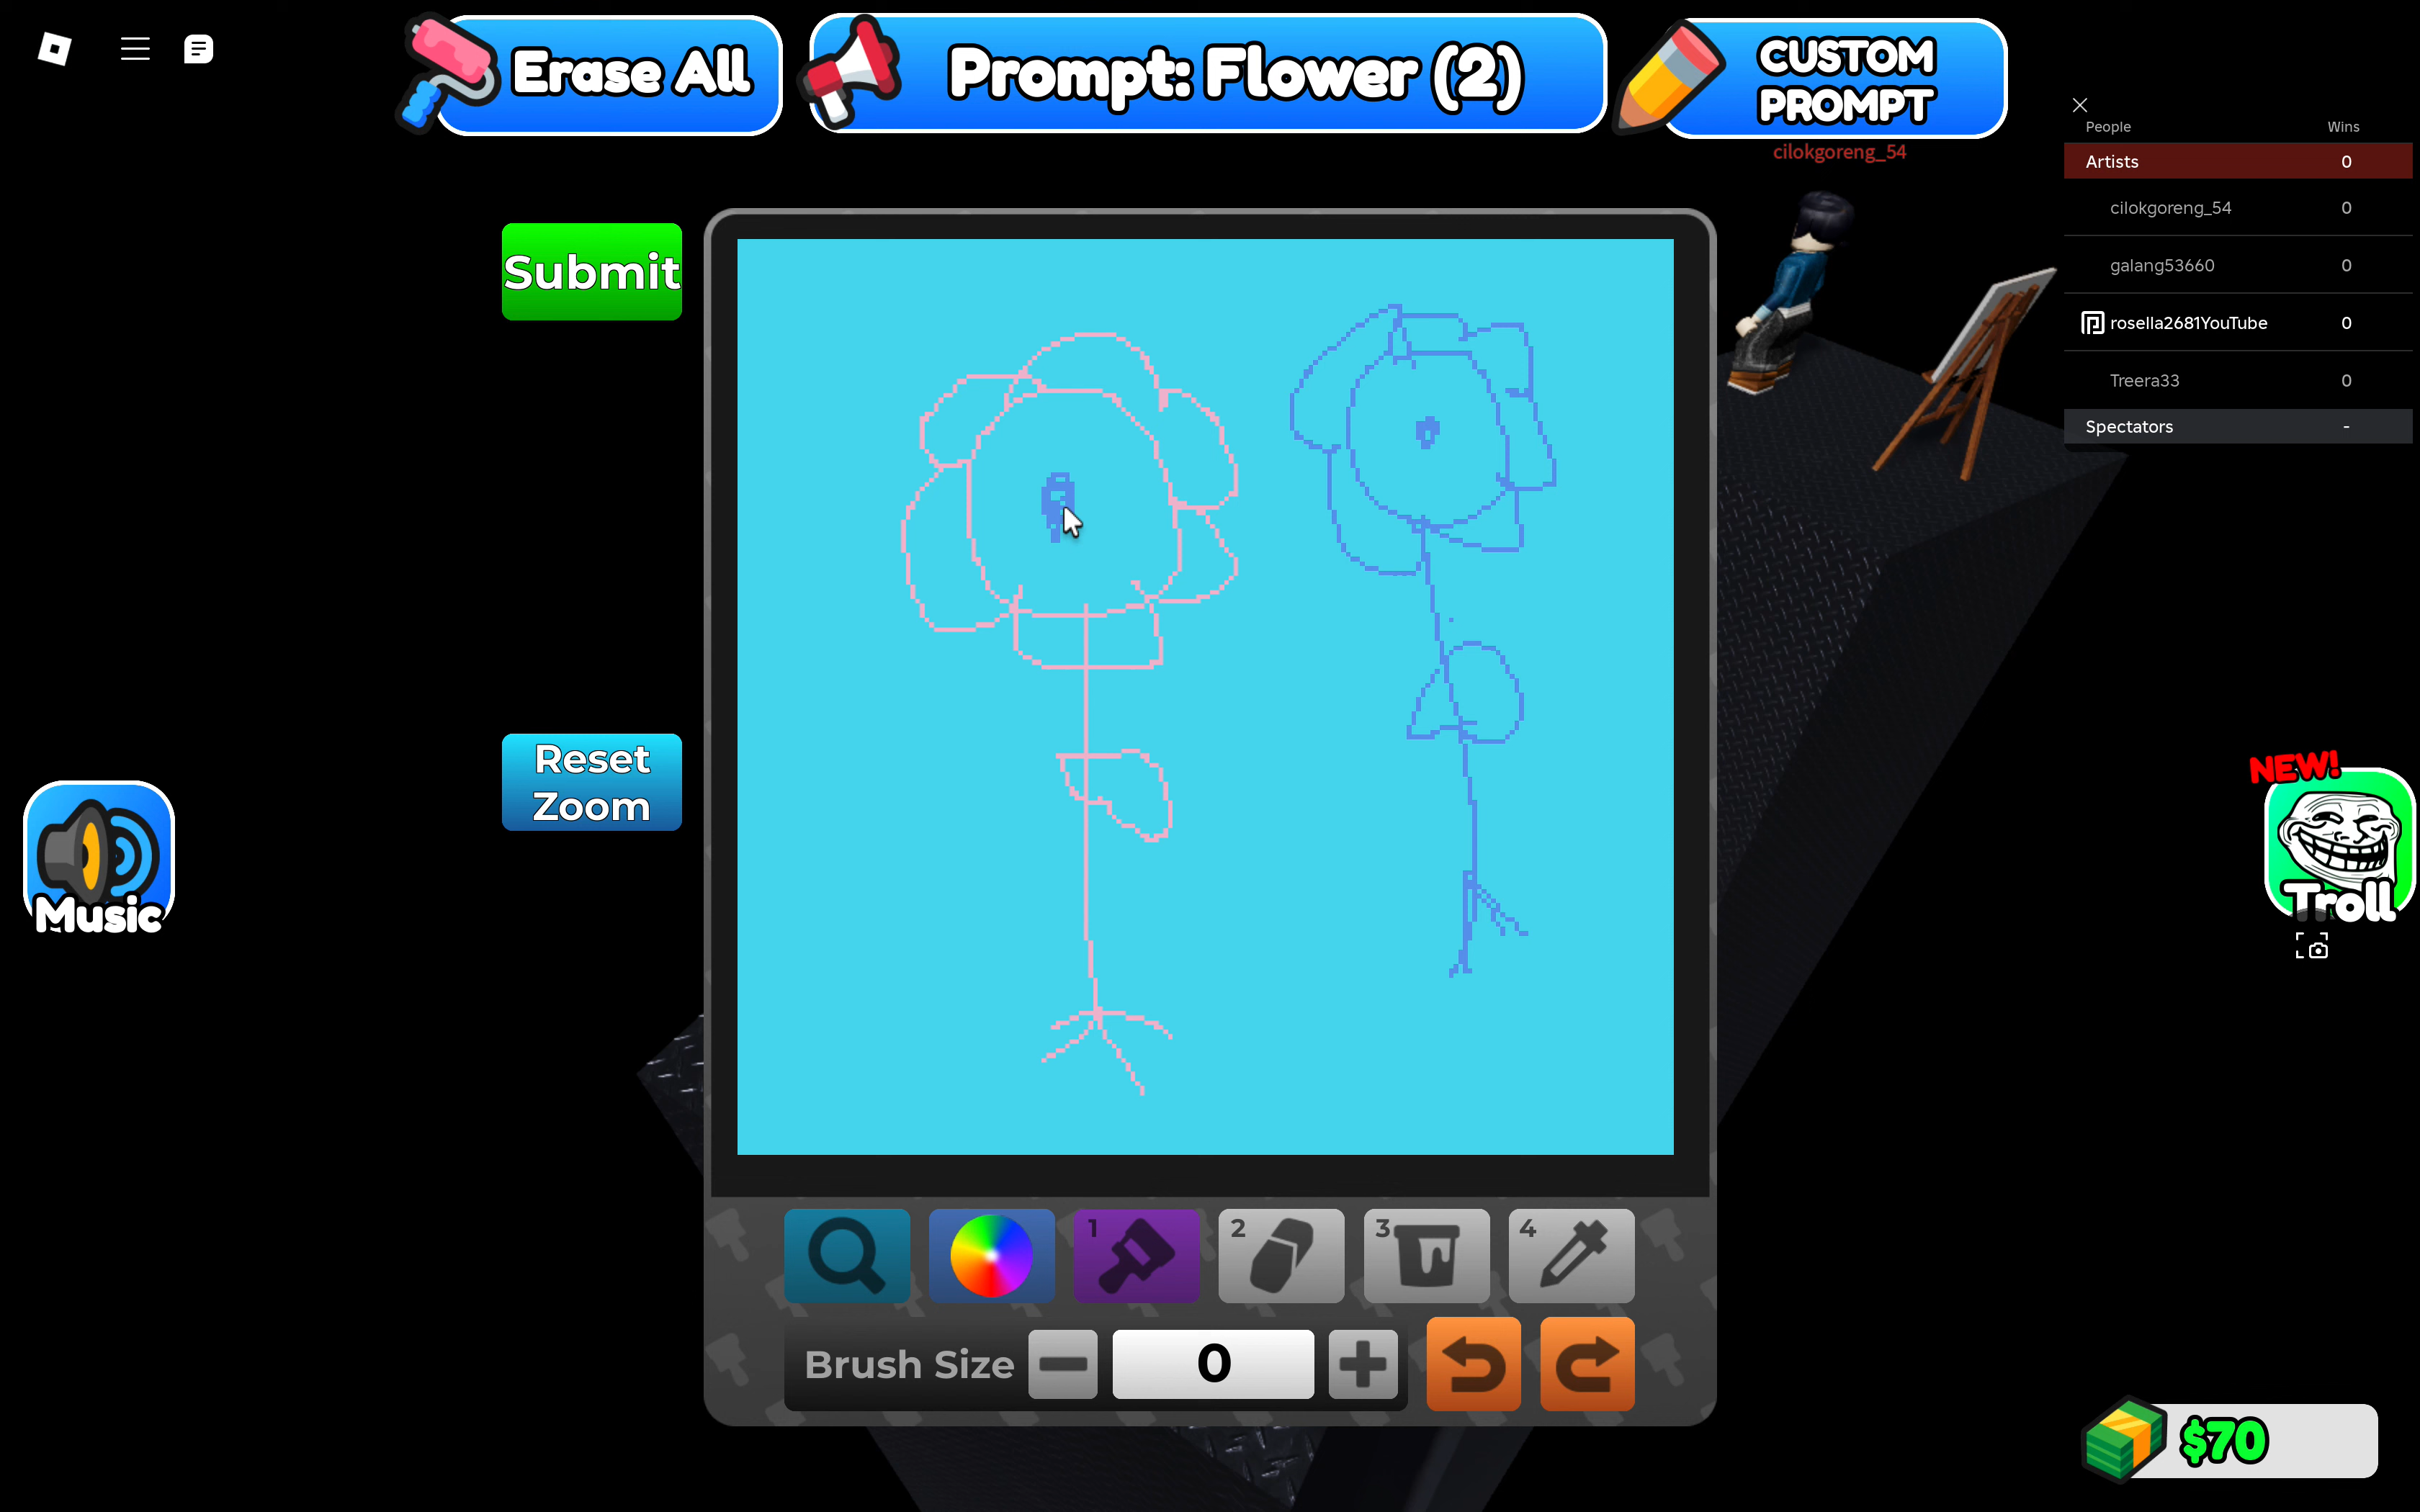 Erase All
Prompt: Flower (2)
CUSTOM
PROMPT
cilokgoreng_54
People Wins
Artists 0
cilokgoreng_54 0
galang53660 0
rosella2681YouTube 0
Treera33 0
Spectators -
Submit
Reset
Zoom
Music
NEW!
Troll
1
2
3
4
Brush Size
0
$70